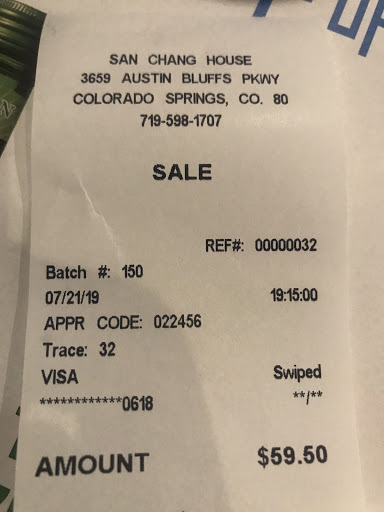 SAN CHANG HOUSE
3659 AUSTIN BLUFFS PKWY
COLORADO SPRINGS, CO. 80
719-598-1707
SALE
REF#: 00000032
Batch #: 150
07/21/19 19:15:00
APPR CODE: 022456
Trace: 32
VISA Swiped
************0618 **/**
AMOUNT $59.50